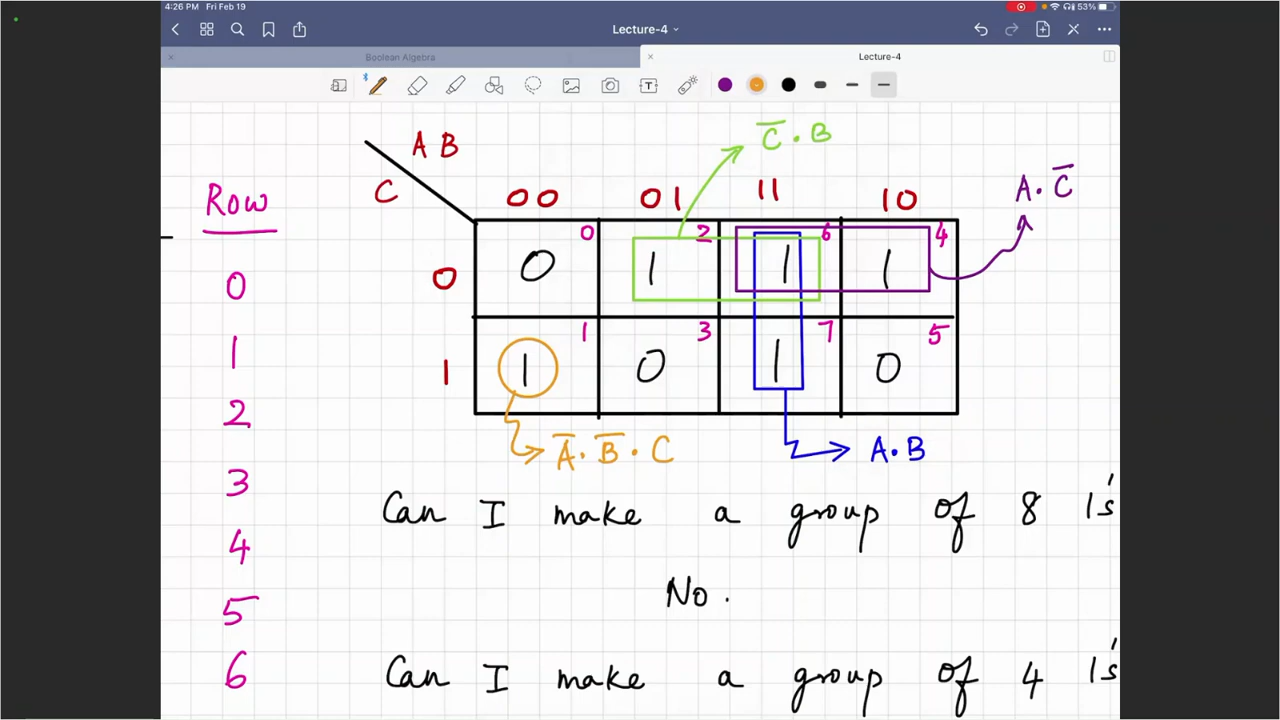 4:26 PM Fri Feb 19
53%
Lecture-4
Boolean Algebra
Lecture-4
C̅ · B
A B
C
A · C̅
Row
00 01 11 10
0 2 6 4
0 0 1 1 1
0
1 3 7 5
1 1 0 1 0
1
2
A̅ · B̅ · C
A · B
3
Can I make a group of 8 1's
4
No.
5
6
Can I make a group of 4 1's